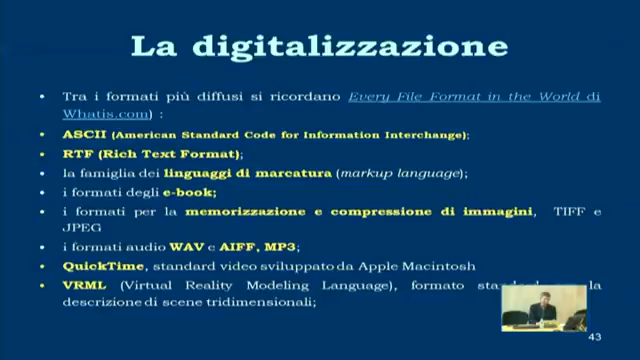 La digitalizzazione
• Tra i formati più diffusi si ricordano Every File Format in the World di
Whatis.com) :
• ASCII (American Standard Code for Information Interchange);
• RTF (Rich Text Format);
• la famiglia dei linguaggi di marcatura (markup language);
• i formati degli e-book;
• i formati per la memorizzazione e compressione di immagini, TIFF e
JPEG
• i formati audio WAV e AIFF, MP3;
• QuickTime, standard video sviluppato da Apple Macintosh
• VRML (Virtual Reality Modeling Language), formato la
descrizione di scene tridimensionali;
43